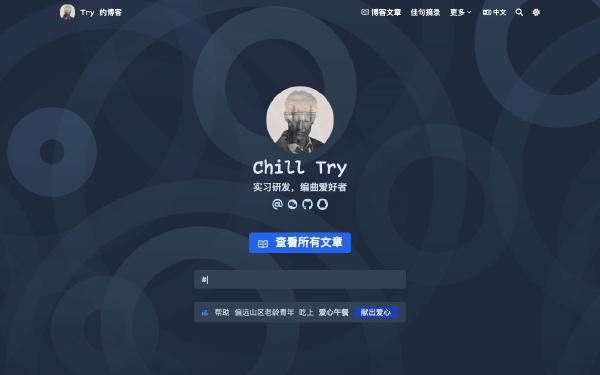 Try 的博客
博客文章 佳句摘录 更多 中文
Chill Try
实习研发，编曲爱好者
查看所有文章
#
帮助 偏远山区老龄青年 吃上 爱心午餐 献出爱心